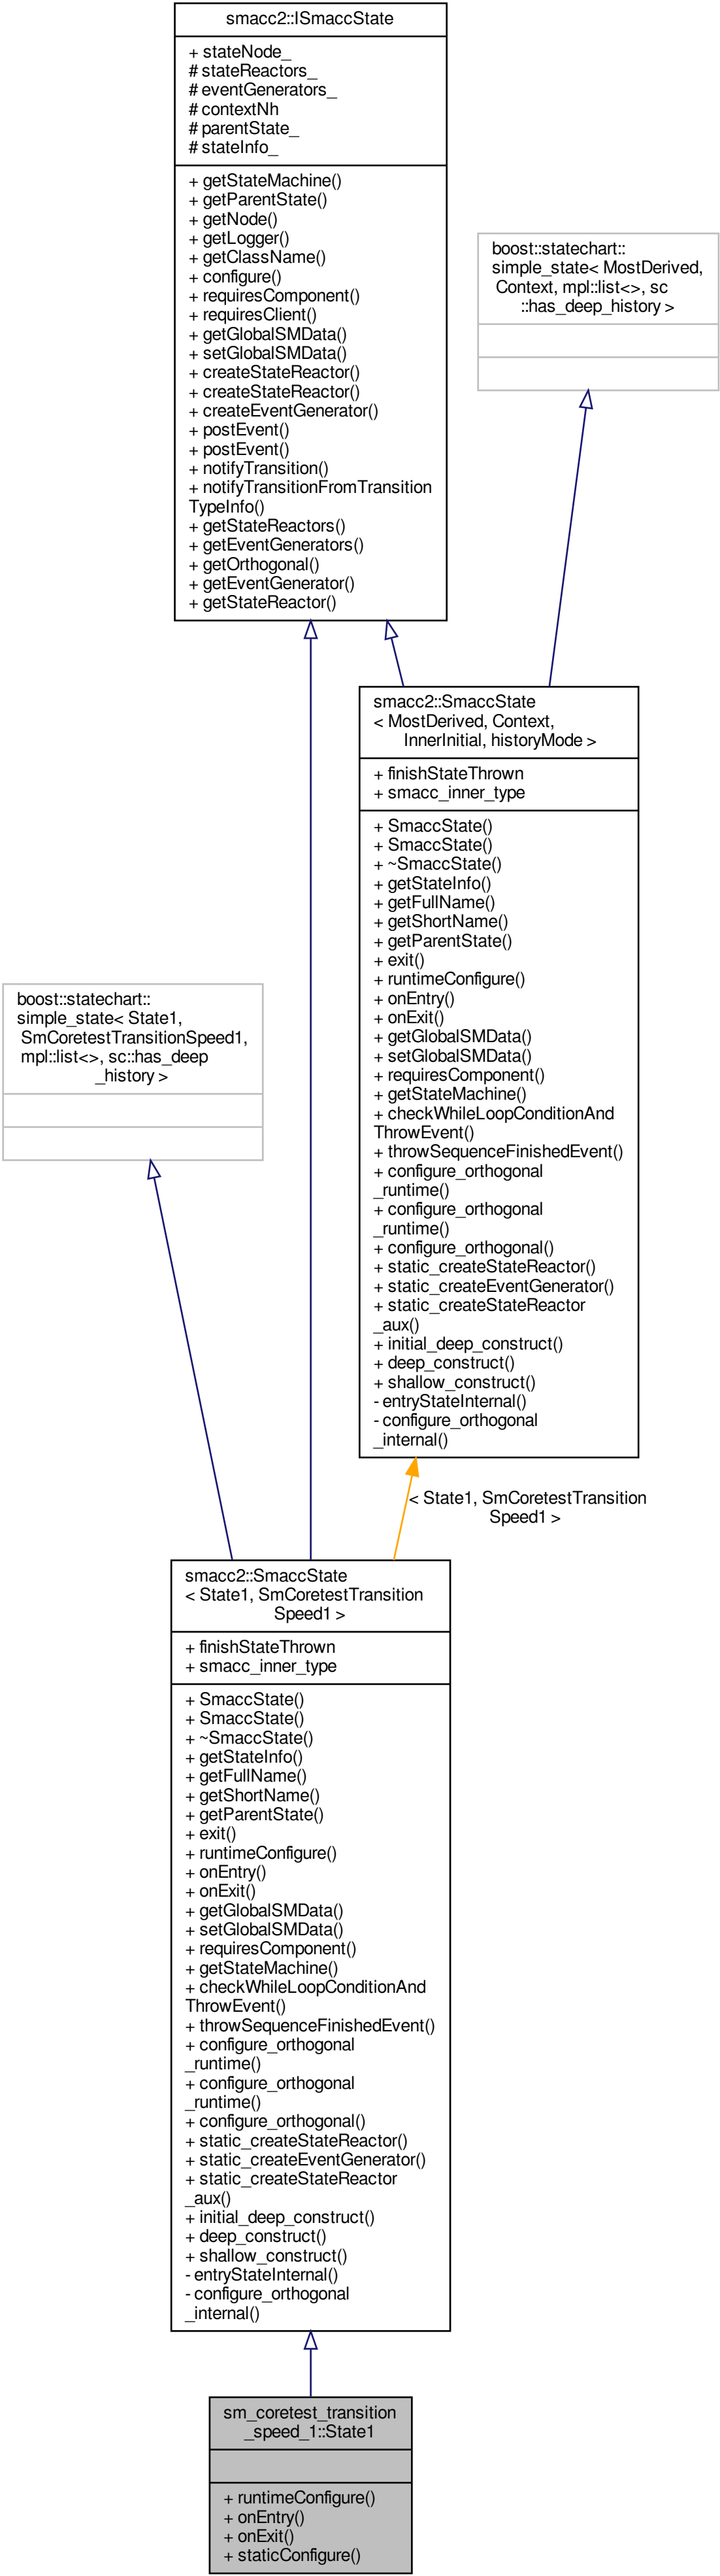 smacc2::ISmaccState
+ stateNode_
# stateReactors_
# eventGenerators_
# contextNh
# parentState_
# stateInfo_
+ getStateMachine()
+ getParentState()
+ getNode()
+ getLogger()
+ getClassName()
+ configure()
+ requiresComponent()
+ requiresClient()
+ getGlobalSMData()
+ setGlobalSMData()
+ createStateReactor()
+ createStateReactor()
+ createEventGenerator()
+ postEvent()
+ postEvent()
+ notifyTransition()
+ notifyTransitionFromTransition
TypeInfo()
+ getStateReactors()
+ getEventGenerators()
+ getOrthogonal()
+ getEventGenerator()
+ getStateReactor()
boost::statechart::
simple_state< MostDerived,
Context, mpl::list<>, sc
::has_deep_history >
smacc2::SmaccState
< MostDerived, Context,
InnerInitial, historyMode >
+ finishStateThrown
+ smacc_inner_type
+ SmaccState()
+ SmaccState()
+ ~SmaccState()
+ getStateInfo()
+ getFullName()
+ getShortName()
+ getParentState()
+ exit()
+ runtimeConfigure()
+ onEntry()
+ onExit()
+ getGlobalSMData()
+ setGlobalSMData()
+ requiresComponent()
+ getStateMachine()
+ checkWhileLoopConditionAnd
ThrowEvent()
+ throwSequenceFinishedEvent()
+ configure_orthogonal
_runtime()
+ configure_orthogonal
_runtime()
+ configure_orthogonal()
+ static_createStateReactor()
+ static_createEventGenerator()
+ static_createStateReactor
_aux()
+ initial_deep_construct()
+ deep_construct()
+ shallow_construct()
- entryStateInternal()
- configure_orthogonal
_internal()
boost::statechart::
simple_state< State1,
SmCoretestTransitionSpeed1,
mpl::list<>, sc::has_deep
_history >
< State1, SmCoretestTransition
Speed1 >
smacc2::SmaccState
< State1, SmCoretestTransition
Speed1 >
+ finishStateThrown
+ smacc_inner_type
+ SmaccState()
+ SmaccState()
+ ~SmaccState()
+ getStateInfo()
+ getFullName()
+ getShortName()
+ getParentState()
+ exit()
+ runtimeConfigure()
+ onEntry()
+ onExit()
+ getGlobalSMData()
+ setGlobalSMData()
+ requiresComponent()
+ getStateMachine()
+ checkWhileLoopConditionAnd
ThrowEvent()
+ throwSequenceFinishedEvent()
+ configure_orthogonal
_runtime()
+ configure_orthogonal
_runtime()
+ configure_orthogonal()
+ static_createStateReactor()
+ static_createEventGenerator()
+ static_createStateReactor
_aux()
+ initial_deep_construct()
+ deep_construct()
+ shallow_construct()
- entryStateInternal()
- configure_orthogonal
_internal()
sm_coretest_transition
_speed_1::State1
+ runtimeConfigure()
+ onEntry()
+ onExit()
+ staticConfigure()